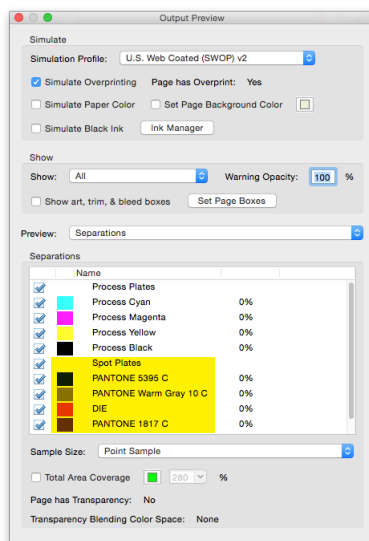 Output Preview
Simulate
Simulation Profile: U.S. Web Coated (SWOP) v2
Simulate Overprinting Page has Overprint: Yes
Simulate Paper Color Set Page Background Color
Simulate Black Ink Ink Manager
Show
Show: All Warning Opacity: 100 %
Show art, trim, & bleed boxes Set Page Boxes
Preview: Separations
Separations
Name
Process Plates
Process Cyan 0%
Process Magenta 0%
Process Yellow 0%
Process Black 0%
Spot Plates
PANTONE 5395 C 0%
PANTONE Warm Gray 10 C 0%
DIE 0%
PANTONE 1817 C 0%
Sample Size: Point Sample
Total Area Coverage 280 %
Page has Transparency: No
Transparency Blending Color Space: None